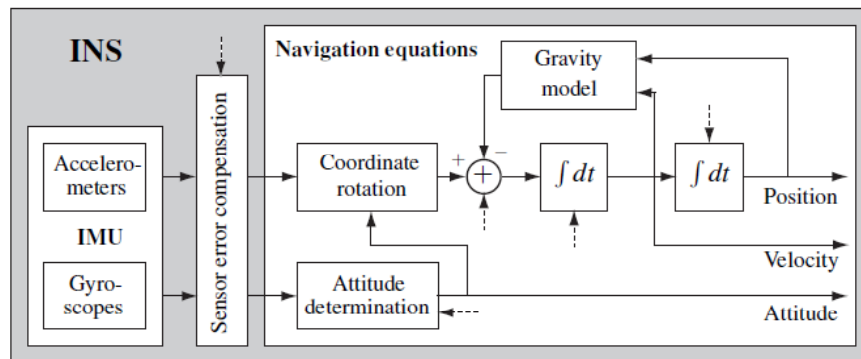 INS
Navigation equations
Gravity
model
Sensor error compensation
Accelero-
meters
Coordinate
rotation
+
−
+
∫ dt
∫ dt
Position
IMU
Velocity
Gyro-
scopes
Attitude
determination
Attitude